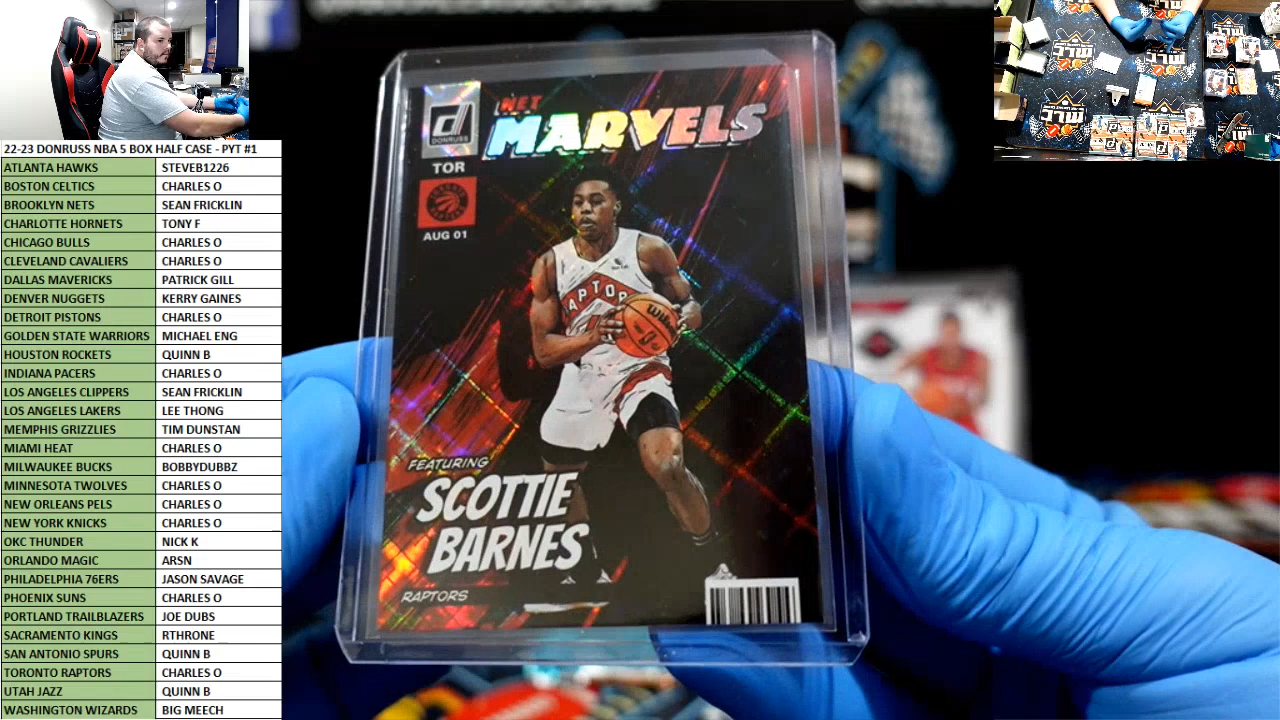 22-23 DONRUSS NBA 5 BOX HALF CASE - PYT #1
ATLANTA HAWKS STEVEB1226
BOSTON CELTICS CHARLES O
BROOKLYN NETS SEAN FRICKLIN
CHARLOTTE HORNETS TONY F
CHICAGO BULLS CHARLES O
CLEVELAND CAVALIERS CHARLES O
DALLAS MAVERICKS PATRICK GILL
DENVER NUGGETS KERRY GAINES
DETROIT PISTONS CHARLES O
GOLDEN STATE WARRIORS MICHAEL ENG
HOUSTON ROCKETS QUINN B
INDIANA PACERS CHARLES O
LOS ANGELES CLIPPERS SEAN FRICKLIN
LOS ANGELES LAKERS LEE THONG
MEMPHIS GRIZZLIES TIM DUNSTAN
MIAMI HEAT CHARLES O
MILWAUKEE BUCKS BOBBYDUBBZ
MINNESOTA TWOLVES CHARLES O
NEW ORLEANS PELS CHARLES O
NEW YORK KNICKS CHARLES O
OKC THUNDER NICK K
ORLANDO MAGIC ARSN
PHILADELPHIA 76ERS JASON SAVAGE
PHOENIX SUNS CHARLES O
PORTLAND TRAILBLAZERS JOE DUBS
SACRAMENTO KINGS RTHRONE
SAN ANTONIO SPURS QUINN B
TORONTO RAPTORS CHARLES O
UTAH JAZZ QUINN B
WASHINGTON WIZARDS BIG MEECH
DONRUSS
NET
MARVELS
TOR
AUG 01
RAPTOR
Wilson
FEATURING
SCOTTIE
BARNES
RAPTORS